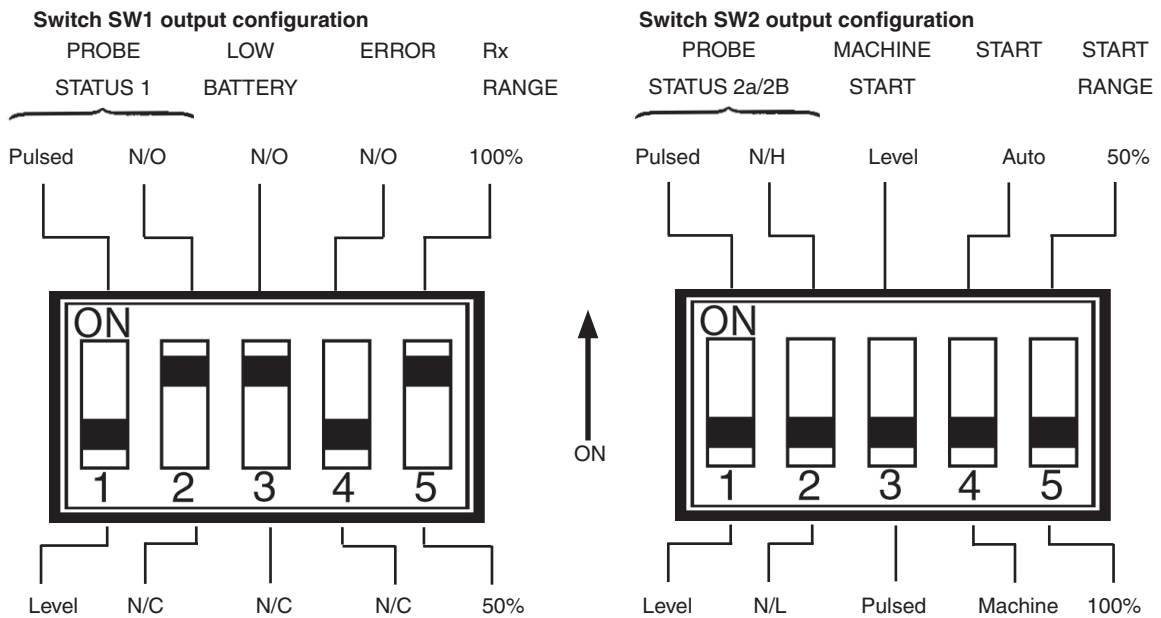 Switch SW1 output configuration
PROBE LOW ERROR Rx
STATUS 1 BATTERY RANGE
Pulsed N/O N/O N/O 100%
ON
1 2 3 4 5
Level N/C N/C N/C 50%
ON
Switch SW2 output configuration
PROBE MACHINE START START
STATUS 2a/2B START RANGE
Pulsed N/H Level Auto 50%
ON
1 2 3 4 5
Level N/L Pulsed Machine 100%